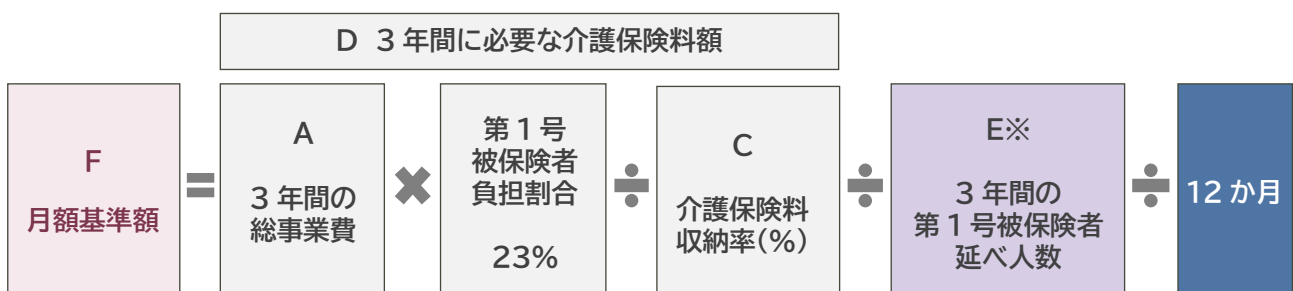 D 3年間に必要な介護保険料額
F
月額基準額
=
A
3年間の
総事業費
×
第1号
被保険者
負担割合
23%
÷
C
介護保険料
収納率(%)
÷
E※
3年間の
第1号被保険者
延べ人数
÷
12か月